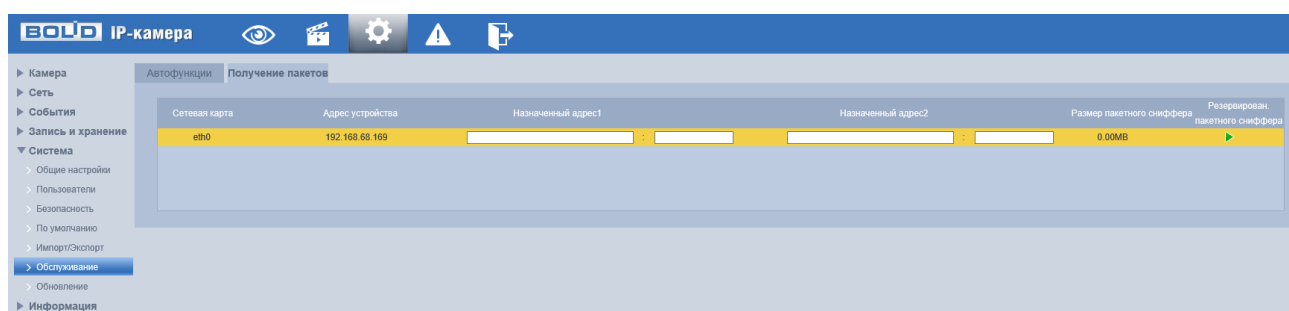 BOLID IP-камера
Камера
Сеть
События
Запись и хранение
Система
Общие настройки
Пользователи
Безопасность
По умолчанию
Импорт/Экспорт
Обслуживание
Обновление
Информация
Автофункции Получение пакетов
Сетевая карта Адрес устройства Назначенный адрес1 Назначенный адрес2 Размер пакетного сниффера Резервирован. пакетного сниффера
eth0 192.168.68.169 : : 0.00MB